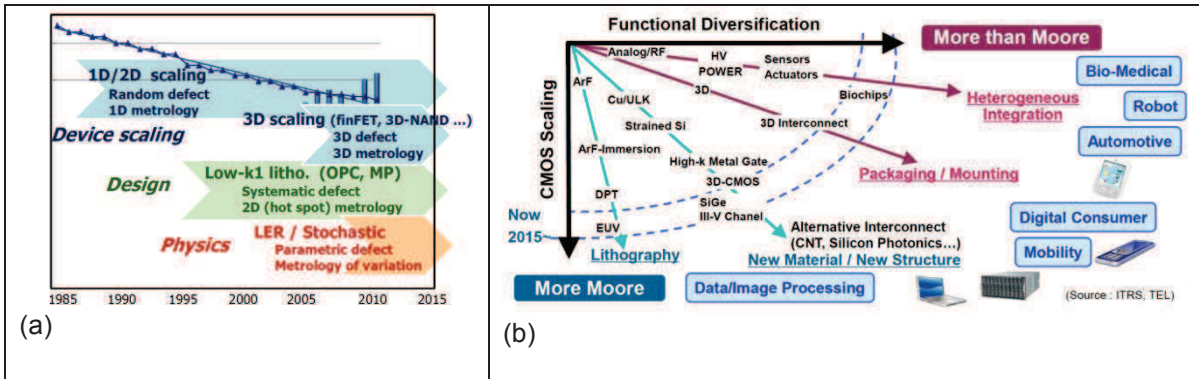 1D/2D scaling
Random defect
1D metrology
Device scaling
3D scaling (finFET, 3D-NAND ...)
3D defect
3D metrology
Design
Low-k1 litho. (OPC, MP)
Systematic defect
2D (hot spot) metrology
Physics
LER / Stochastic
Parametric defect
Metrology of variation
1985 1990 1995 2000 2005 2010 2015
(a)
Functional Diversification
More than Moore
CMOS Scaling
Analog/RF
HV
POWER
Sensors
Actuators
3D
Biochips
Heterogeneous
Integration
3D Interconnect
Packaging / Mounting
ArF
Cu/ULK
Strained Si
ArF-Immersion
High-k Metal Gate
3D-CMOS
DPT
SiGe
III-V Chanel
EUV
Now
2015~
Lithography
Alternative Interconnect
(CNT, Silicon Photonics...)
New Material / New Structure
More Moore
Data/Image Processing
Bio-Medical
Robot
Automotive
Digital Consumer
Mobility
(Source : ITRS, TEL)
(b)